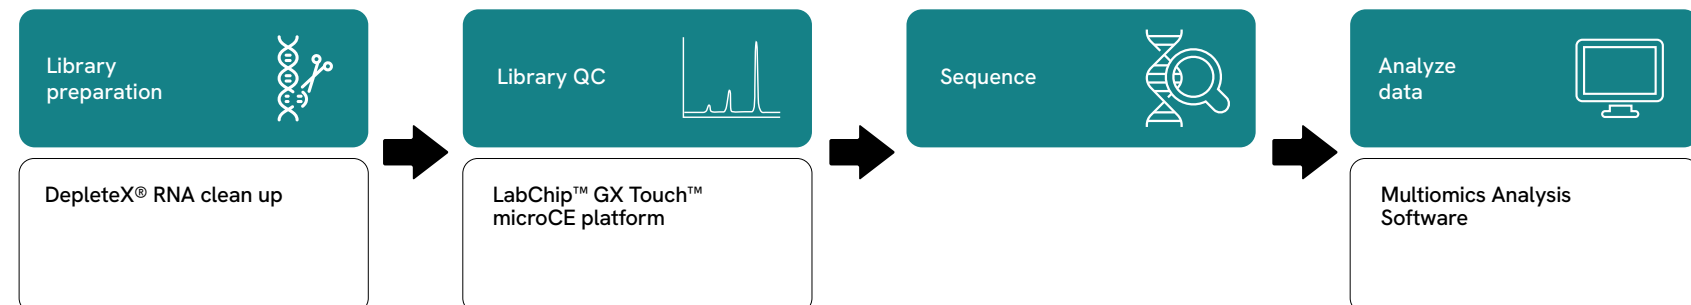 Library
preparation
Library QC
Sequence
Analyze
data
DepleteX® RNA clean up
LabChip™ GX Touch™
microCE platform
Multiomics Analysis
Software